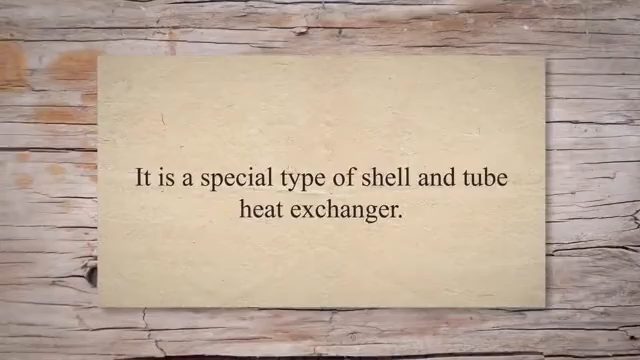 It is a special type of shell and tube
heat exchanger.